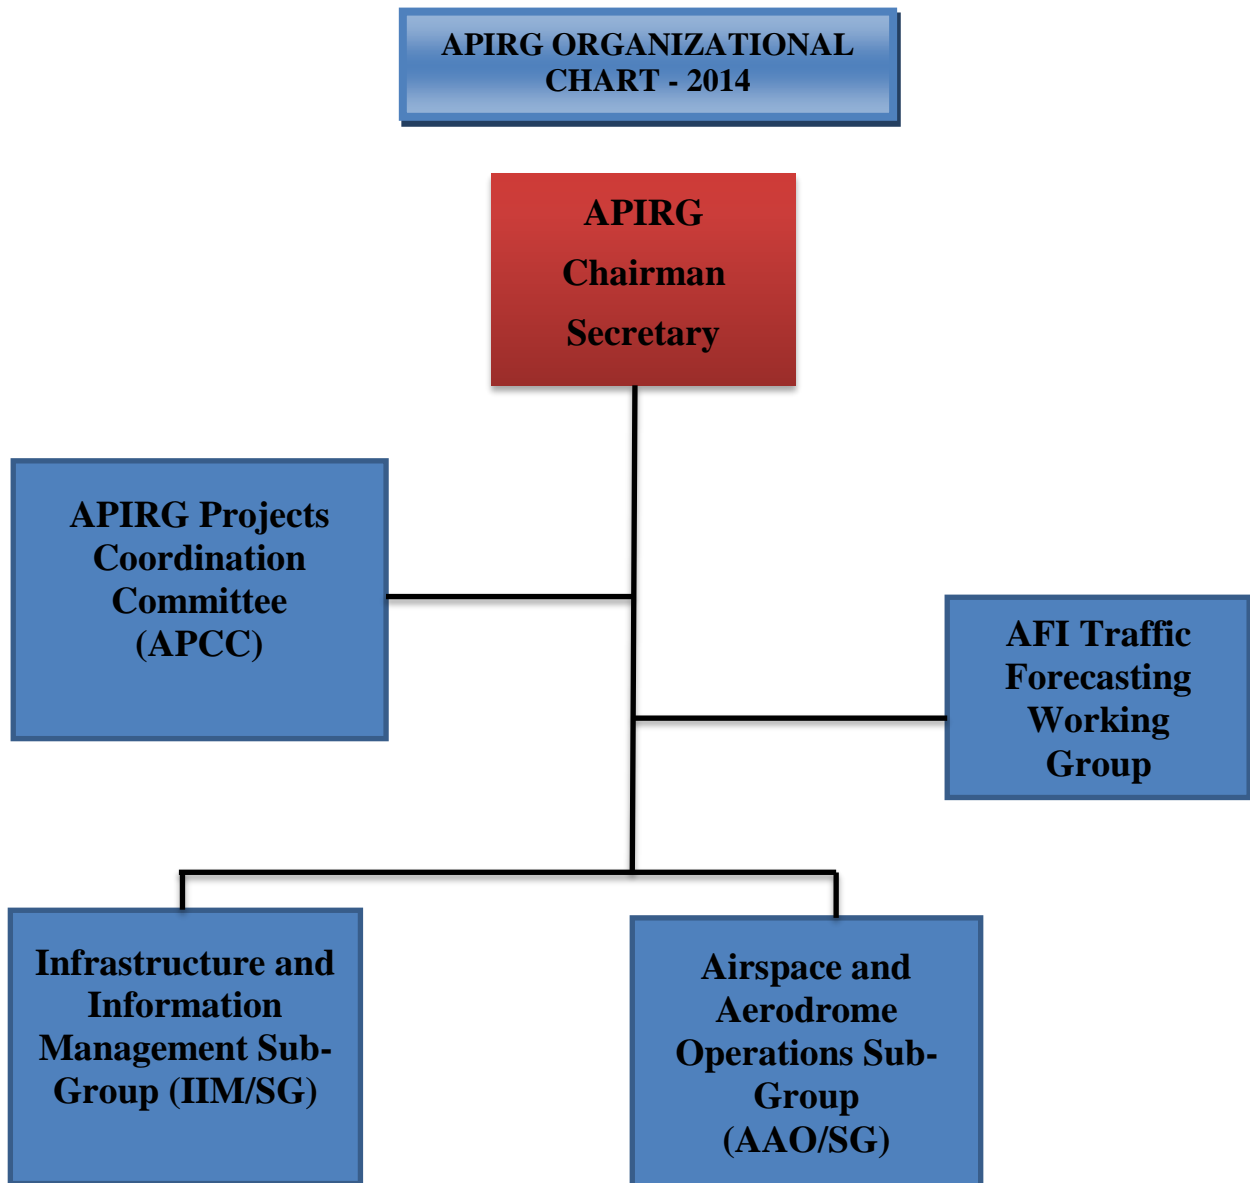 APIRG ORGANIZATIONAL
CHART - 2014
APIRG
Chairman
Secretary
APIRG Projects
Coordination
Committee
(APCC)
AFI Traffic
Forecasting
Working
Group
Infrastructure and
Information
Management Sub-
Group (IIM/SG)
Airspace and
Aerodrome
Operations Sub-
Group
(AAO/SG)